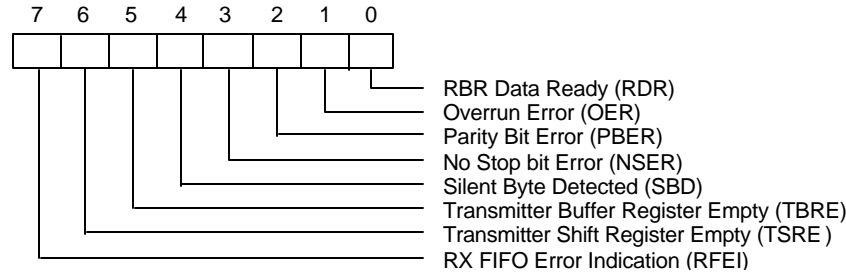 7 6 5 4 3 2 1 0
RBR Data Ready (RDR)
Overrun Error (OER)
Parity Bit Error (PBER)
No Stop bit Error (NSER)
Silent Byte Detected (SBD)
Transmitter Buffer Register Empty (TBRE)
Transmitter Shift Register Empty (TSRE )
RX FIFO Error Indication (RFEI)